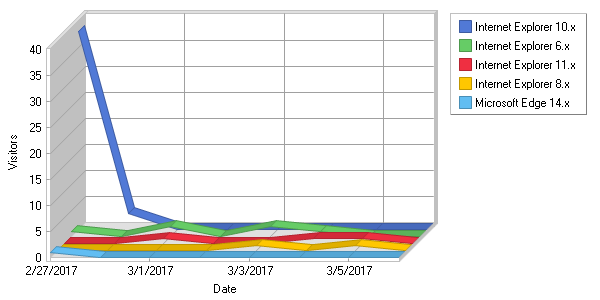 40
35
30
25
20
15
10
5
0
Visitors
2/27/2017 3/1/2017 3/3/2017 3/5/2017
Date
Internet Explorer 10.x
Internet Explorer 6.x
Internet Explorer 11.x
Internet Explorer 8.x
Microsoft Edge 14.x